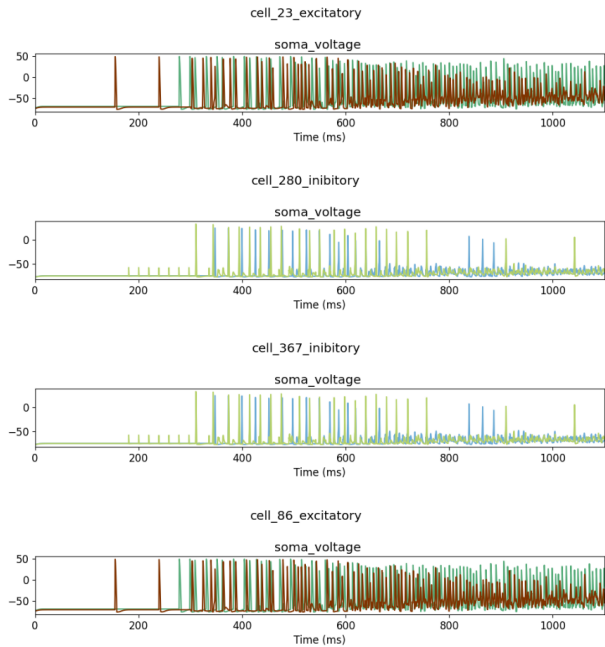 cell_23_excitatory
soma_voltage
50
0
−50
0 200 400 600 800 1000
Time (ms)
cell_280_inibitory
soma_voltage
0
−50
0 200 400 600 800 1000
Time (ms)
cell_367_inibitory
soma_voltage
0
−50
0 200 400 600 800 1000
Time (ms)
cell_86_excitatory
soma_voltage
50
0
−50
0 200 400 600 800 1000
Time (ms)